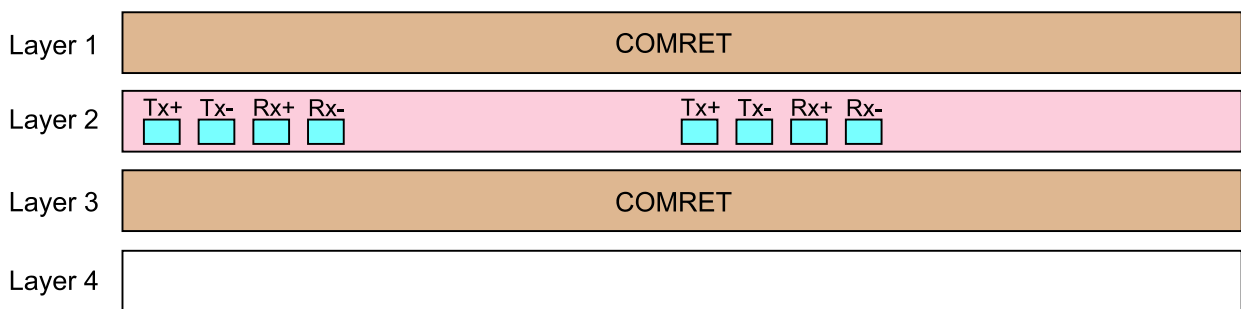 Layer 1
COMRET
Layer 2
Tx+ Tx- Rx+ Rx- Tx+ Tx- Rx+ Rx-
Layer 3
COMRET
Layer 4